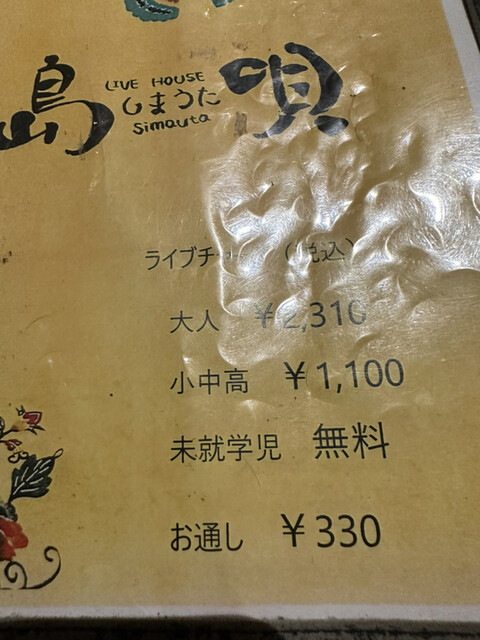 島唄
LIVE HOUSE
しまうた
Simauta
ライブチ (税込)
大人 ¥2,310
小中高 ¥1,100
未就学児 無料
お通し ¥330